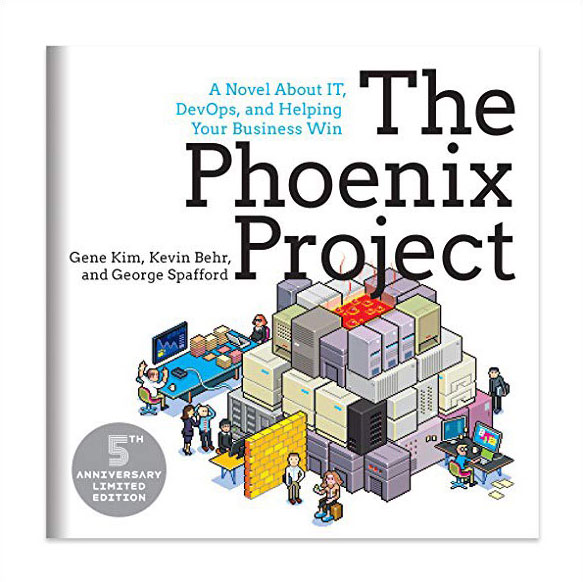 A Novel About IT,
DevOps, and Helping
Your Business Win
The
Phoenix
Project
Gene Kim, Kevin Behr,
and George Spafford
5TH
ANNIVERSARY
LIMITED
EDITION